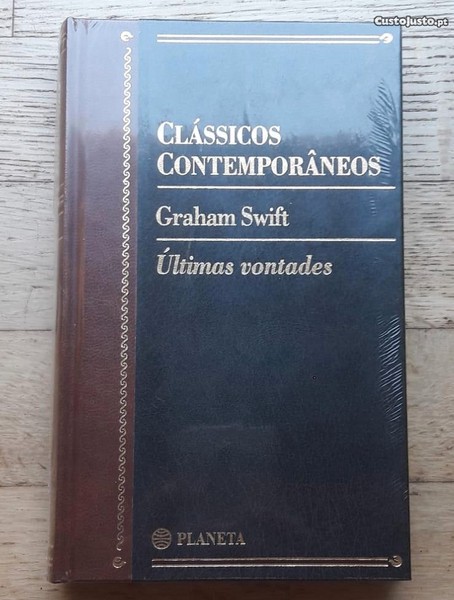 CustoJusto.pt
CLÁSSICOS
CONTEMPORÂNEOS
Graham Swift
Últimas vontades
PLANETA